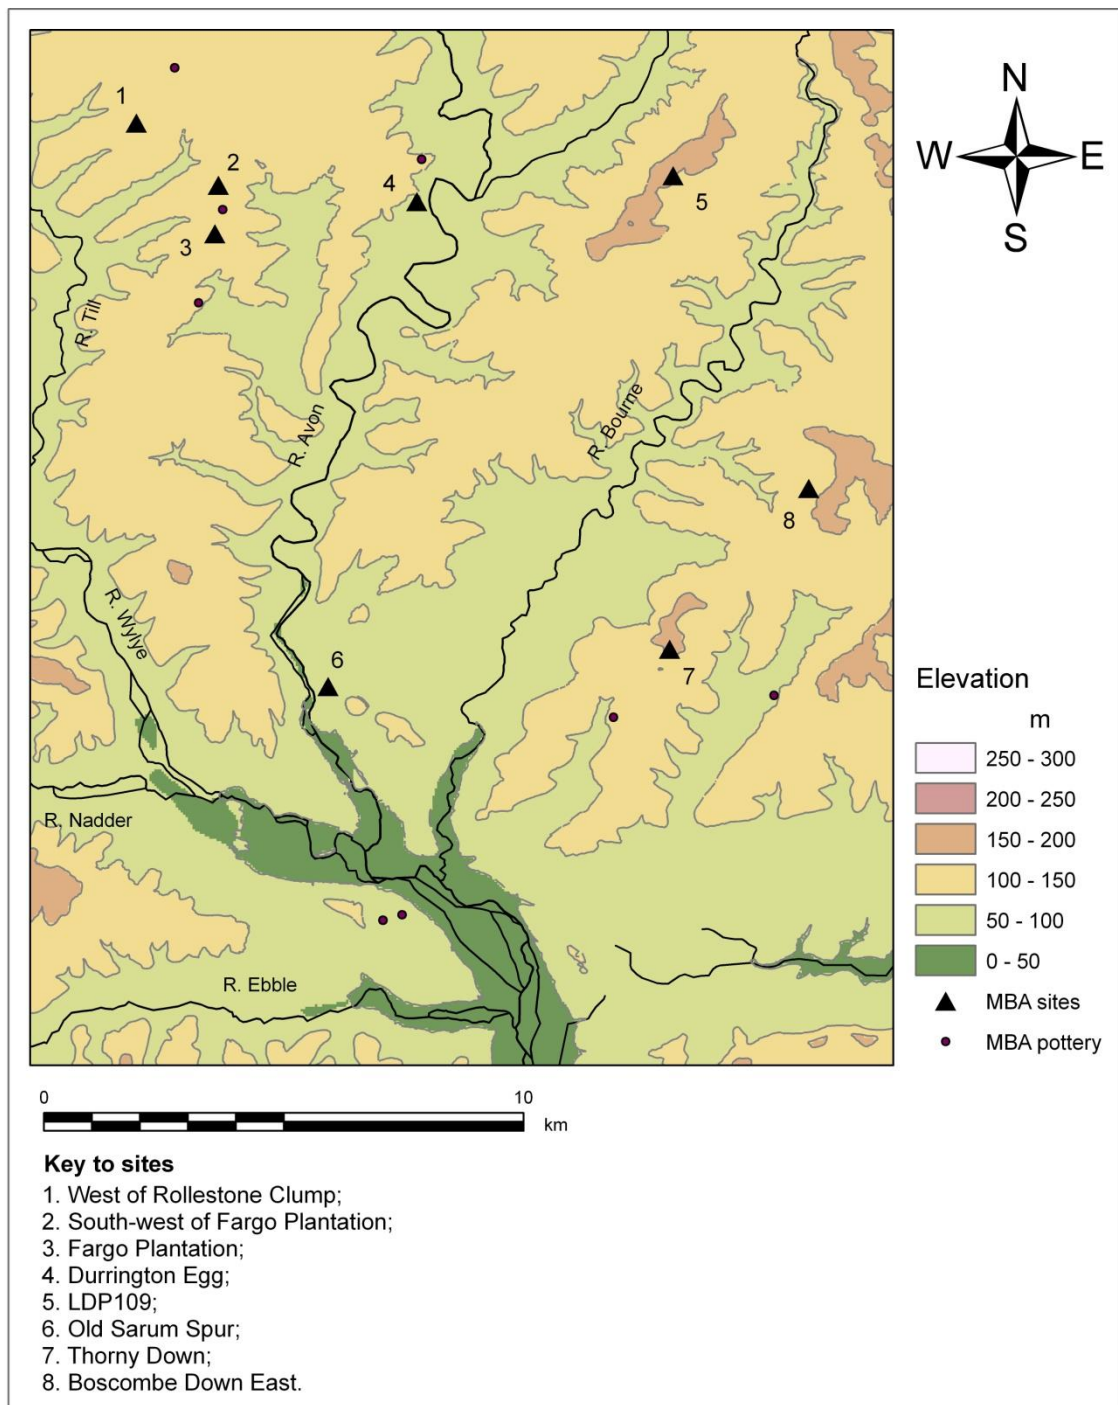 N
W E
S
1
2
3
4
5
R. Till
R. Avon
R. Bourne
8
R. Wylye
6
7
R. Nadder
R. Ebble
Elevation
m
250 - 300
200 - 250
150 - 200
100 - 150
50 - 100
0 - 50
MBA sites
MBA pottery
0 10
km
Key to sites
1. West of Rollestone Clump;
2. South-west of Fargo Plantation;
3. Fargo Plantation;
4. Durrington Egg;
5. LDP109;
6. Old Sarum Spur;
7. Thorny Down;
8. Boscombe Down East.